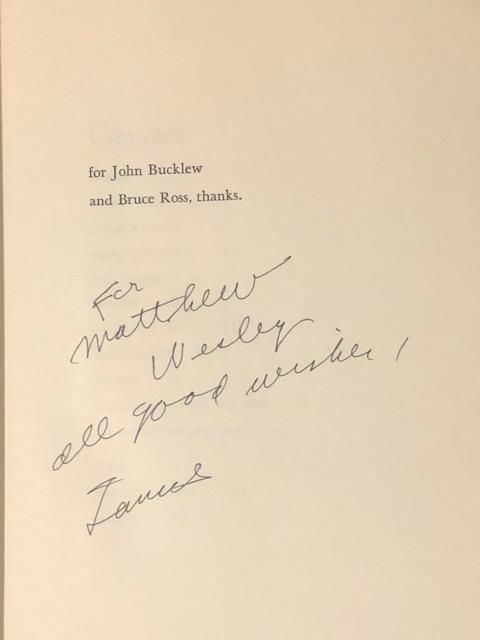 for John Bucklew
and Bruce Ross, thanks.
For
Matthew
Wesley
all good wishes,
James